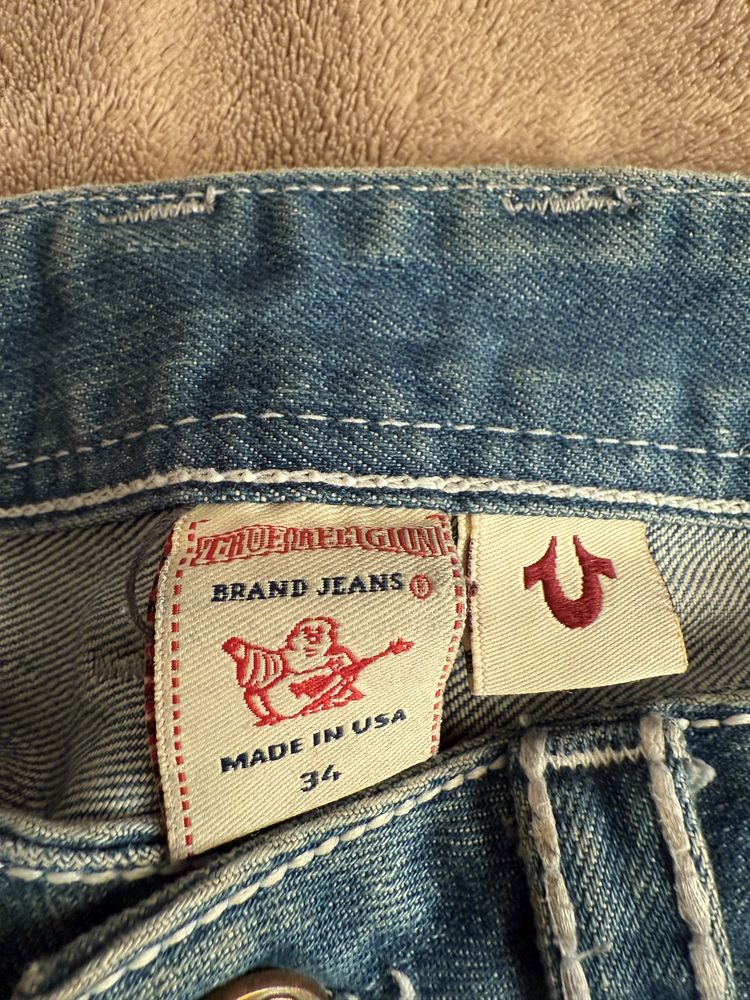 TRUE RELIGION
BRAND JEANS ®
MADE IN USA
34